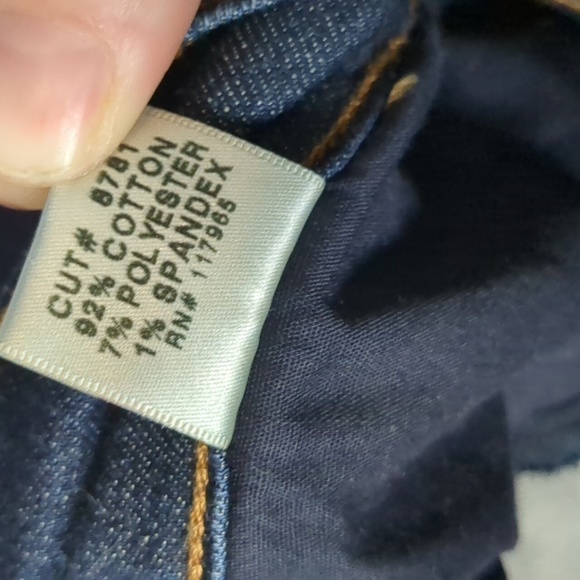 CUT# 8781
92% COTTON
7% POLYESTER
1% SPANDEX
RN# 117965